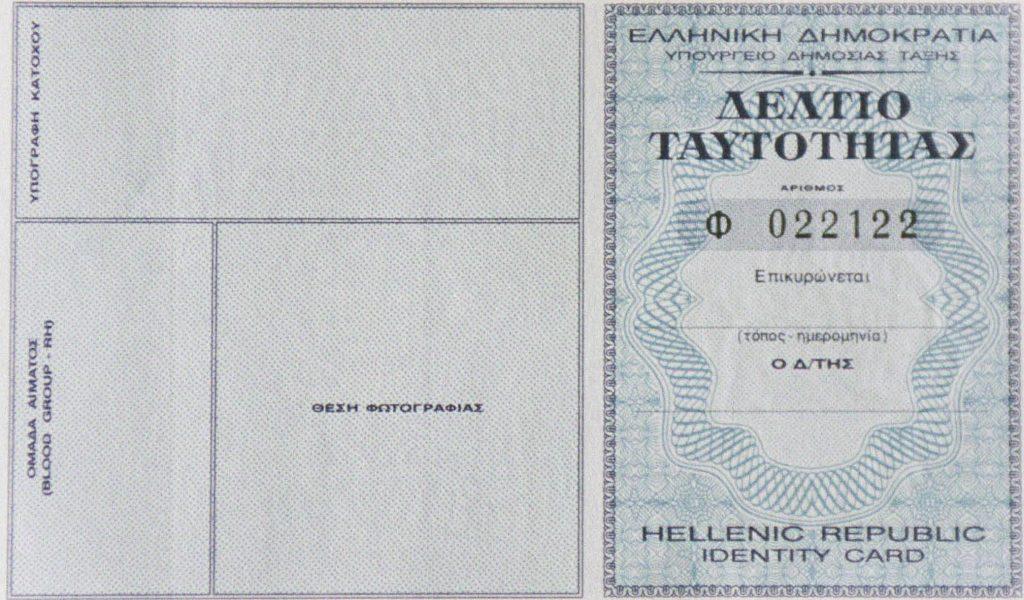 ΥΠΟΓΡΑΦΗ ΚΑΤΟΧΟΥ
ΟΜΑΔΑ ΑΙΜΑΤΟΣ
(BLOOD GROUP - RH)
ΘΕΣΗ ΦΩΤΟΓΡΑΦΙΑΣ
ΕΛΛΗΝΙΚΗ ΔΗΜΟΚΡΑΤΙΑ
ΥΠΟΥΡΓΕΙΟ ΔΗΜΟΣΙΑΣ ΤΑΞΗΣ
ΔΕΛΤΙΟ
ΤΑΥΤΟΤΗΤΑΣ
ΑΡΙΘΜΟΣ
Φ 022122
Επικυρώνεται
(τόπος - ημερομηνία)
Ο Δ/ΤΗΣ
HELLENIC REPUBLIC
IDENTITY CARD